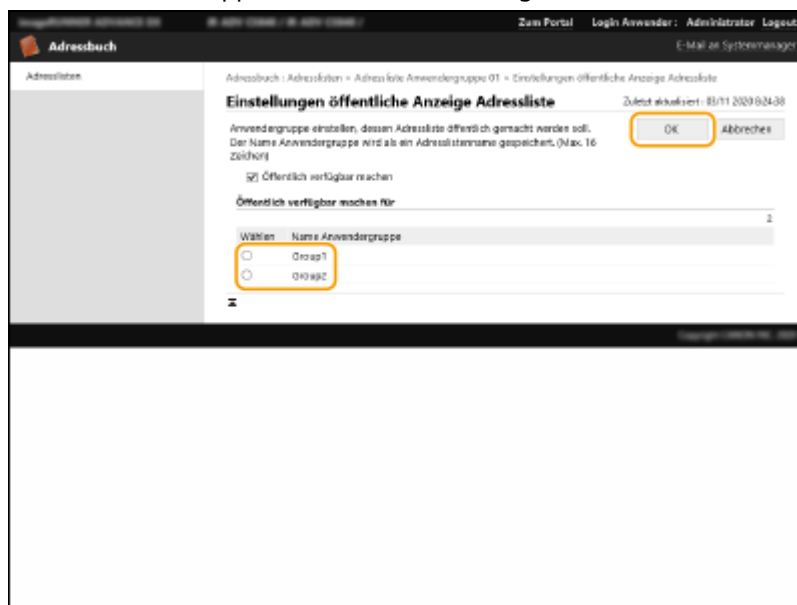 Zum Portal Login Anwender: Administrator Logout
Adressbuch
E-Mail an Systemmanager
Adresslisten
Adressbuch : Adresslisten > Adressliste Anwendergruppe 01 > Einstellungen öffentliche Anzeige Adressliste
Einstellungen öffentliche Anzeige Adressliste
Zuletzt aktualisiert : 03/11 2020 8:24:38
Anwendergruppe einstellen, dessen Adressliste öffentlich gemacht werden soll.
Der Name Anwendergruppe wird als ein Adresslistenname gespeichert. (Max. 16
Zeichen)
OK Abbrechen
Öffentlich verfügbar machen
Öffentlich verfügbar machen für
2
Wählen Name Anwendergruppe
Group1
Group2